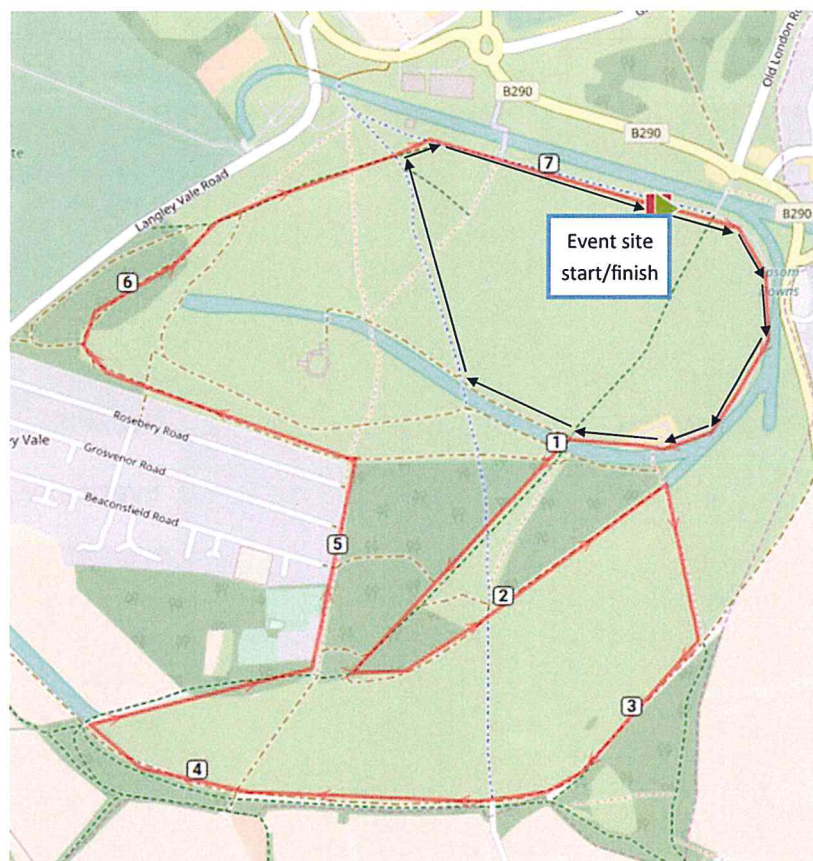 B290
Old London Ro
B290
B290
Langley Vale Road
7
Event site
start/finish
6
Downs
Rosebery Road
Grosvenor Road
Beaconsfield Road
ey Vale
1
5
2
3
4